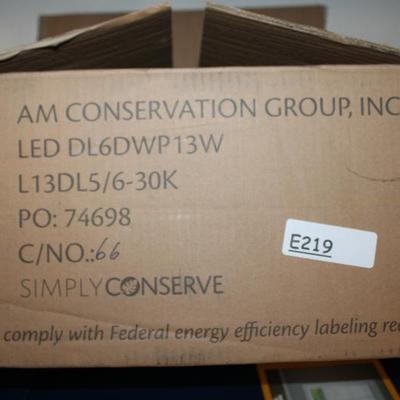 AM CONSERVATION GROUP, INC
LED DL6DWP13W
L13DL5/6-30K
PO: 74698
C/NO.:66
E219
SIMPLYCONSERVE
comply with Federal energy efficiency labeling req